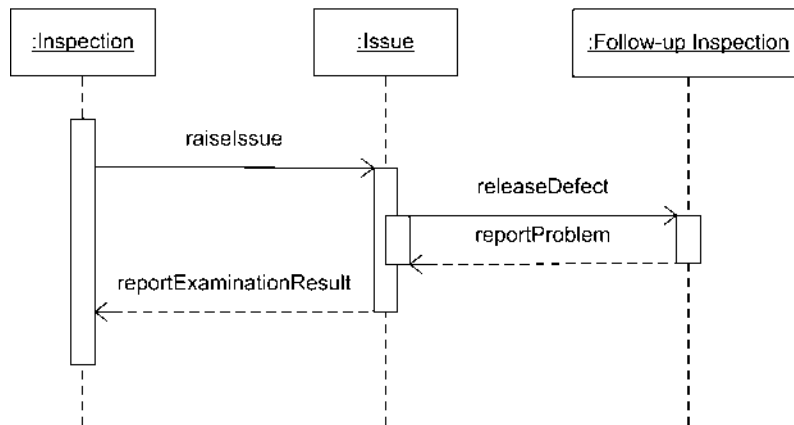 :Inspection
:Issue
:Follow-up Inspection
raiseIssue
releaseDefect
reportProblem
reportExaminationResult